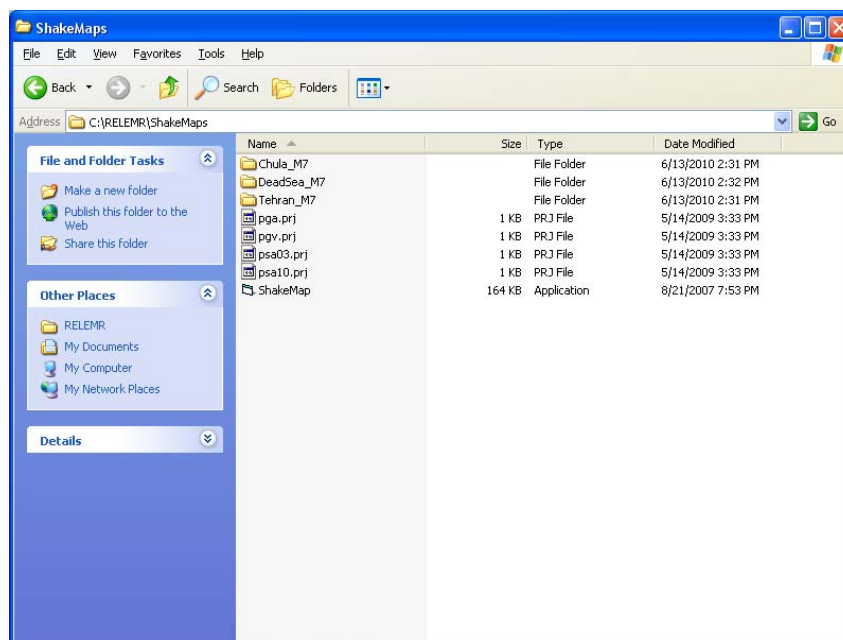 ShakeMaps
File Edit View Favorites Tools Help
Back Search Folders
Address C:\RELEMR\ShakeMaps Go
Name Size Type Date Modified
File and Folder Tasks
Make a new folder
Publish this folder to the
Web
Share this folder
Other Places
RELEMR
My Documents
My Computer
My Network Places
Details
Chula_M7 File Folder 6/13/2010 2:31 PM
DeadSea_M7 File Folder 6/13/2010 2:32 PM
Tehran_M7 File Folder 6/13/2010 2:31 PM
pga.prj 1 KB PRJ File 5/14/2009 3:33 PM
pgv.prj 1 KB PRJ File 5/14/2009 3:33 PM
psa03.prj 1 KB PRJ File 5/14/2009 3:33 PM
psa10.prj 1 KB PRJ File 5/14/2009 3:33 PM
ShakeMap 164 KB Application 8/21/2007 7:53 PM